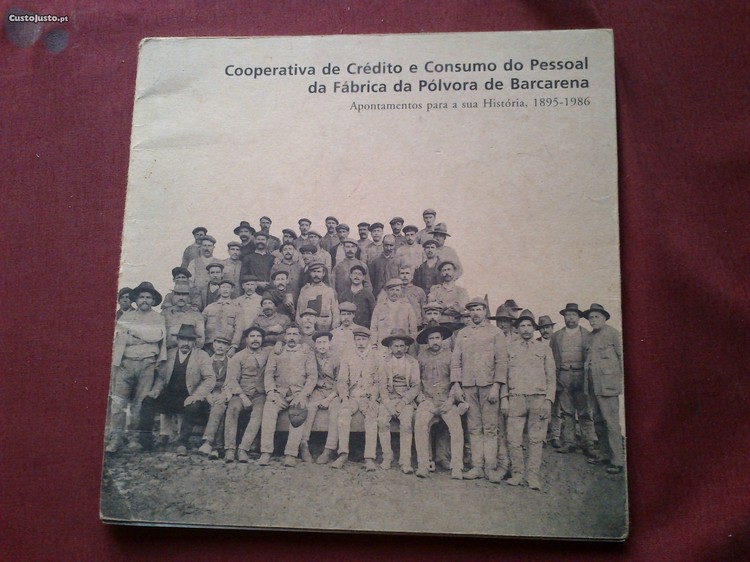 CustoJusto.pt
Cooperativa de Crédito e Consumo do Pessoal
da Fábrica da Pólvora de Barcarena
Apontamentos para a sua História, 1895-1986